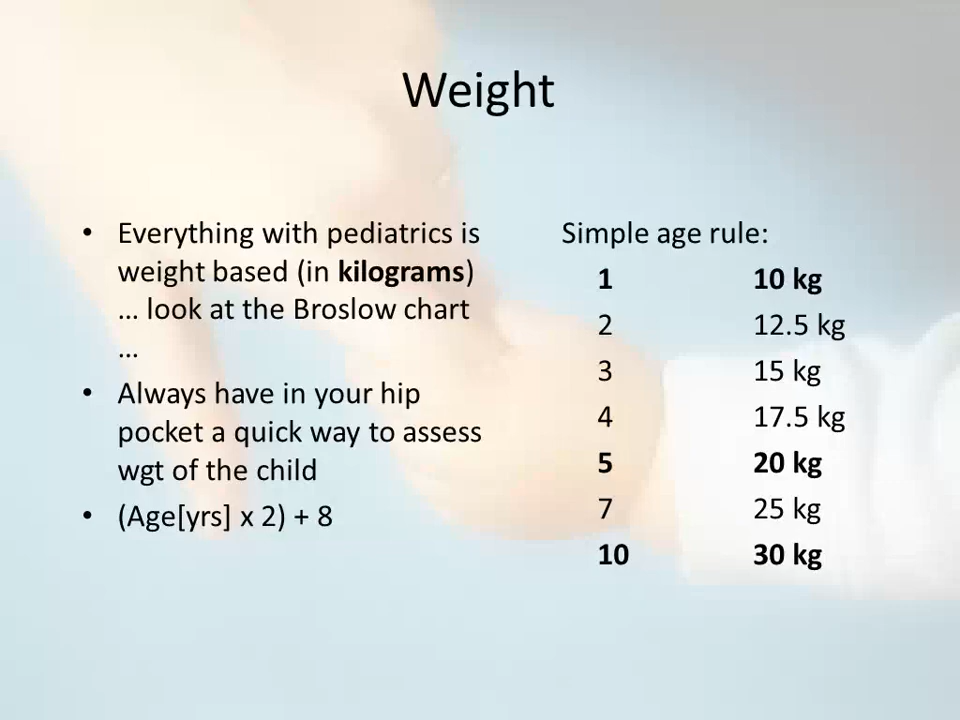 Weight
• Everything with pediatrics is
weight based (in kilograms)
... look at the Broslow chart
...
• Always have in your hip
pocket a quick way to assess
wgt of the child
• (Age[yrs] x 2) + 8
Simple age rule:
1 10 kg
2 12.5 kg
3 15 kg
4 17.5 kg
5 20 kg
7 25 kg
10 30 kg